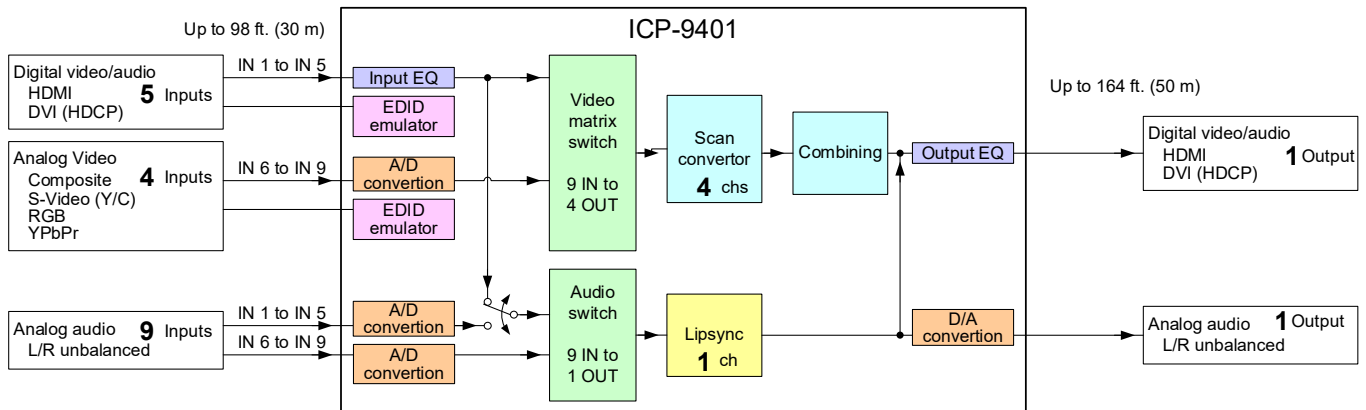 ICP-9401
Up to 98 ft. (30 m)
Digital video/audio
HDMI
DVI (HDCP)
5 Inputs
IN 1 to IN 5
Input EQ
EDID
emulator
Analog Video
Composite
S-Video (Y/C)
RGB
YPbPr
4 Inputs
IN 6 to IN 9
A/D
convertion
EDID
emulator
Analog audio
L/R unbalanced
9 Inputs
IN 1 to IN 5
IN 6 to IN 9
A/D
convertion
A/D
convertion
Video
matrix
switch
9 IN to
4 OUT
Audio
switch
9 IN to
1 OUT
Scan
convertor
4 chs
Combining
Lipsync
1 ch
Output EQ
D/A
convertion
Up to 164 ft. (50 m)
Digital video/audio
HDMI
DVI (HDCP)
1 Output
Analog audio
L/R unbalanced
1 Output